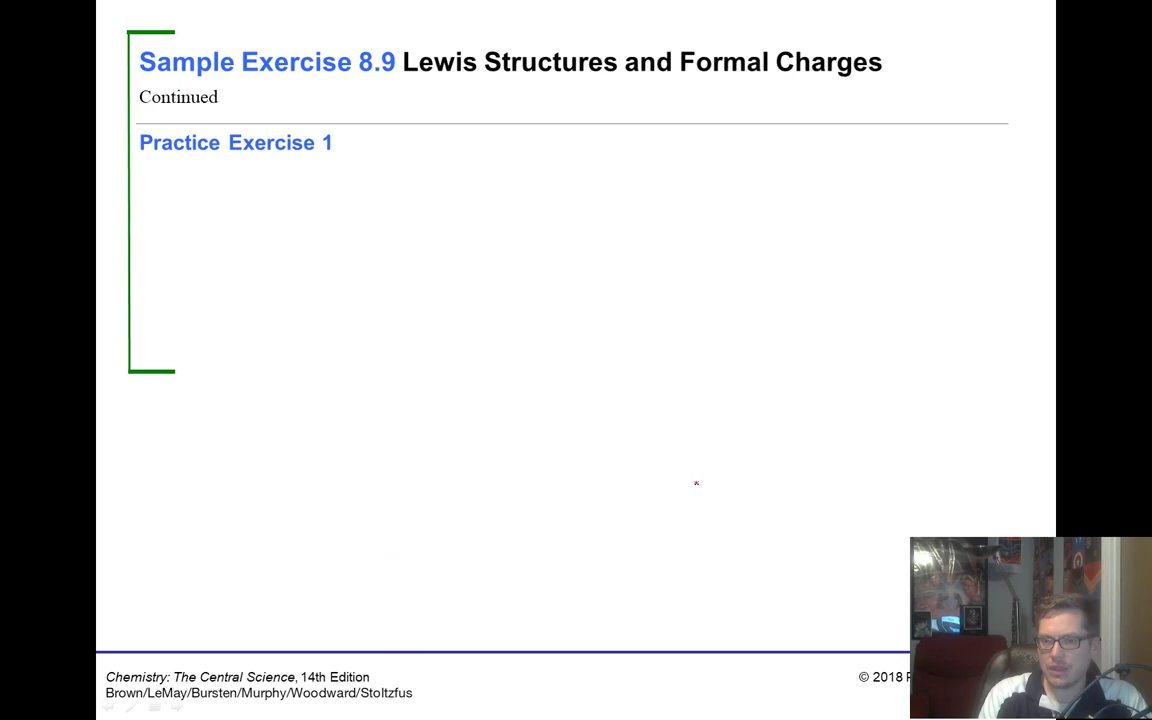 Sample Exercise 8.9 Lewis Structures and Formal Charges
Continued
Practice Exercise 1
Chemistry: The Central Science, 14th Edition
Brown/LeMay/Bursten/Murphy/Woodward/Stoltzfus
© 2018